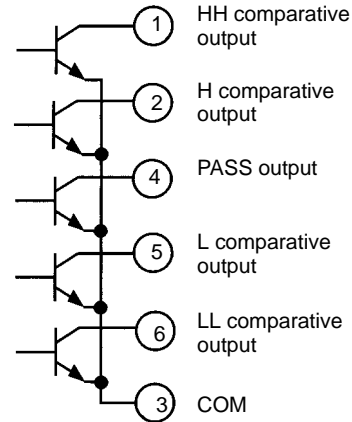 1 HH comparative
output
2 H comparative
output
4 PASS output
5 L comparative
output
6 LL comparative
output
3 COM